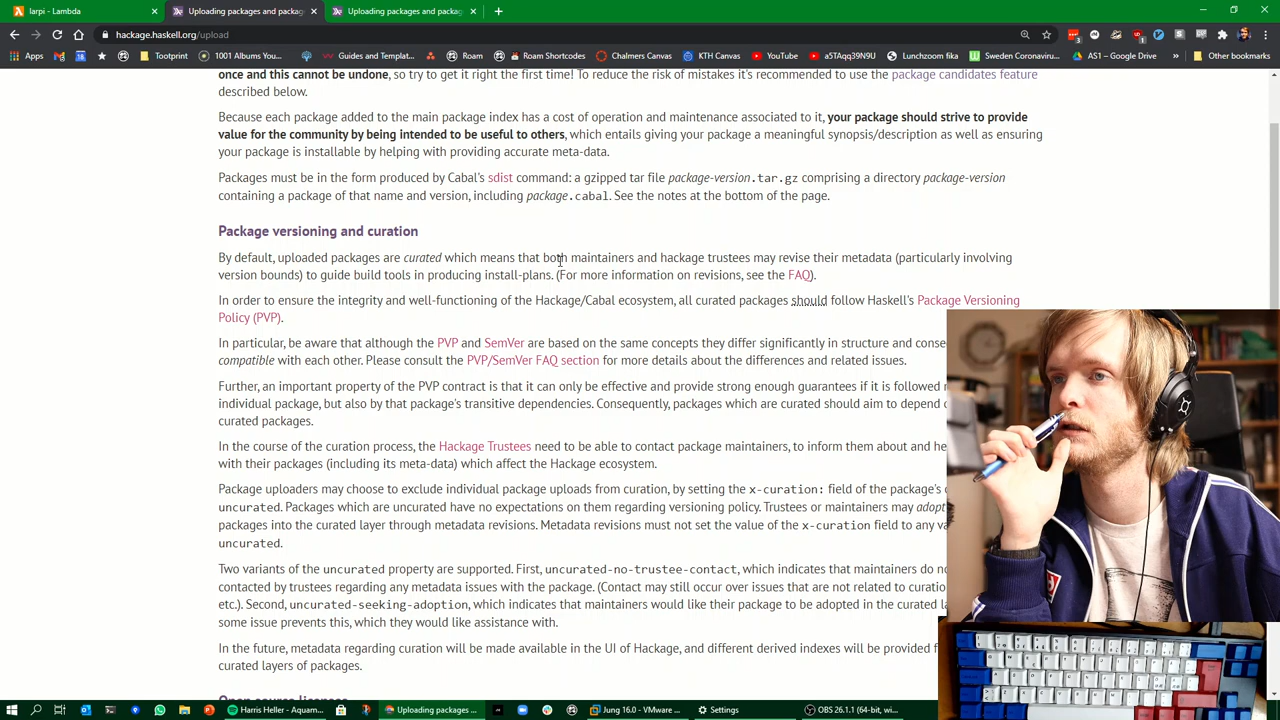 larpi - Lambda
Uploading packages and package
Uploading packages and package c
hackage.haskell.org/upload
Apps
Tootprint
1001 Albums You...
Guides and Templat...
Roam
Roam Shortcodes
Chalmers Canvas
KTH Canvas
YouTube
a5TAqq39N9U
Lunchzoom fika
Sweden Coronaviru...
AS1 – Google Drive
Other bookmarks
once and this cannot be undone, so try to get it right the first time! To reduce the risk of mistakes it's recommended to use the package candidates feature
described below.
Because each package added to the main package index has a cost of operation and maintenance associated to it, your package should strive to provide
value for the community by being intended to be useful to others, which entails giving your package a meaningful synopsis/description as well as ensuring
your package is installable by helping with providing accurate meta-data.
Packages must be in the form produced by Cabal's sdist command: a gzipped tar file package-version.tar.gz comprising a directory package-version
containing a package of that name and version, including package.cabal. See the notes at the bottom of the page.
Package versioning and curation
By default, uploaded packages are curated which means that both maintainers and hackage trustees may revise their metadata (particularly involving
version bounds) to guide build tools in producing install-plans. (For more information on revisions, see the FAQ).
In order to ensure the integrity and well-functioning of the Hackage/Cabal ecosystem, all curated packages should follow Haskell's Package Versioning
Policy (PVP).
In particular, be aware that although the PVP and SemVer are based on the same concepts they differ significantly in structure and conse
compatible with each other. Please consult the PVP/SemVer FAQ section for more details about the differences and related issues.
Further, an important property of the PVP contract is that it can only be effective and provide strong enough guarantees if it is followed
individual package, but also by that package's transitive dependencies. Consequently, packages which are curated should aim to depend
curated packages.
In the course of the curation process, the Hackage Trustees need to be able to contact package maintainers, to inform them about and he
with their packages (including its meta-data) which affect the Hackage ecosystem.
Package uploaders may choose to exclude individual package uploads from curation, by setting the x-curation: field of the package's
uncurated. Packages which are uncurated have no expectations on them regarding versioning policy. Trustees or maintainers may adop
packages into the curated layer through metadata revisions. Metadata revisions must not set the value of the x-curation field to any va
uncurated.
Two variants of the uncurated property are supported. First, uncurated-no-trustee-contact, which indicates that maintainers do
contacted by trustees regarding any metadata issues with the package. (Contact may still occur over issues that are not related to curatio
etc.). Second, uncurated-seeking-adoption, which indicates that maintainers would like their package to be adopted in the curated la
some issue prevents this, which they would like assistance with.
In the future, metadata regarding curation will be made available in the UI of Hackage, and different derived indexes will be provided f
curated layers of packages.
Harris Heller - Aquam...
Uploading packages ...
Jung 16.0 - VMware ...
Settings
OBS 26.1.1 (64-bit, w...